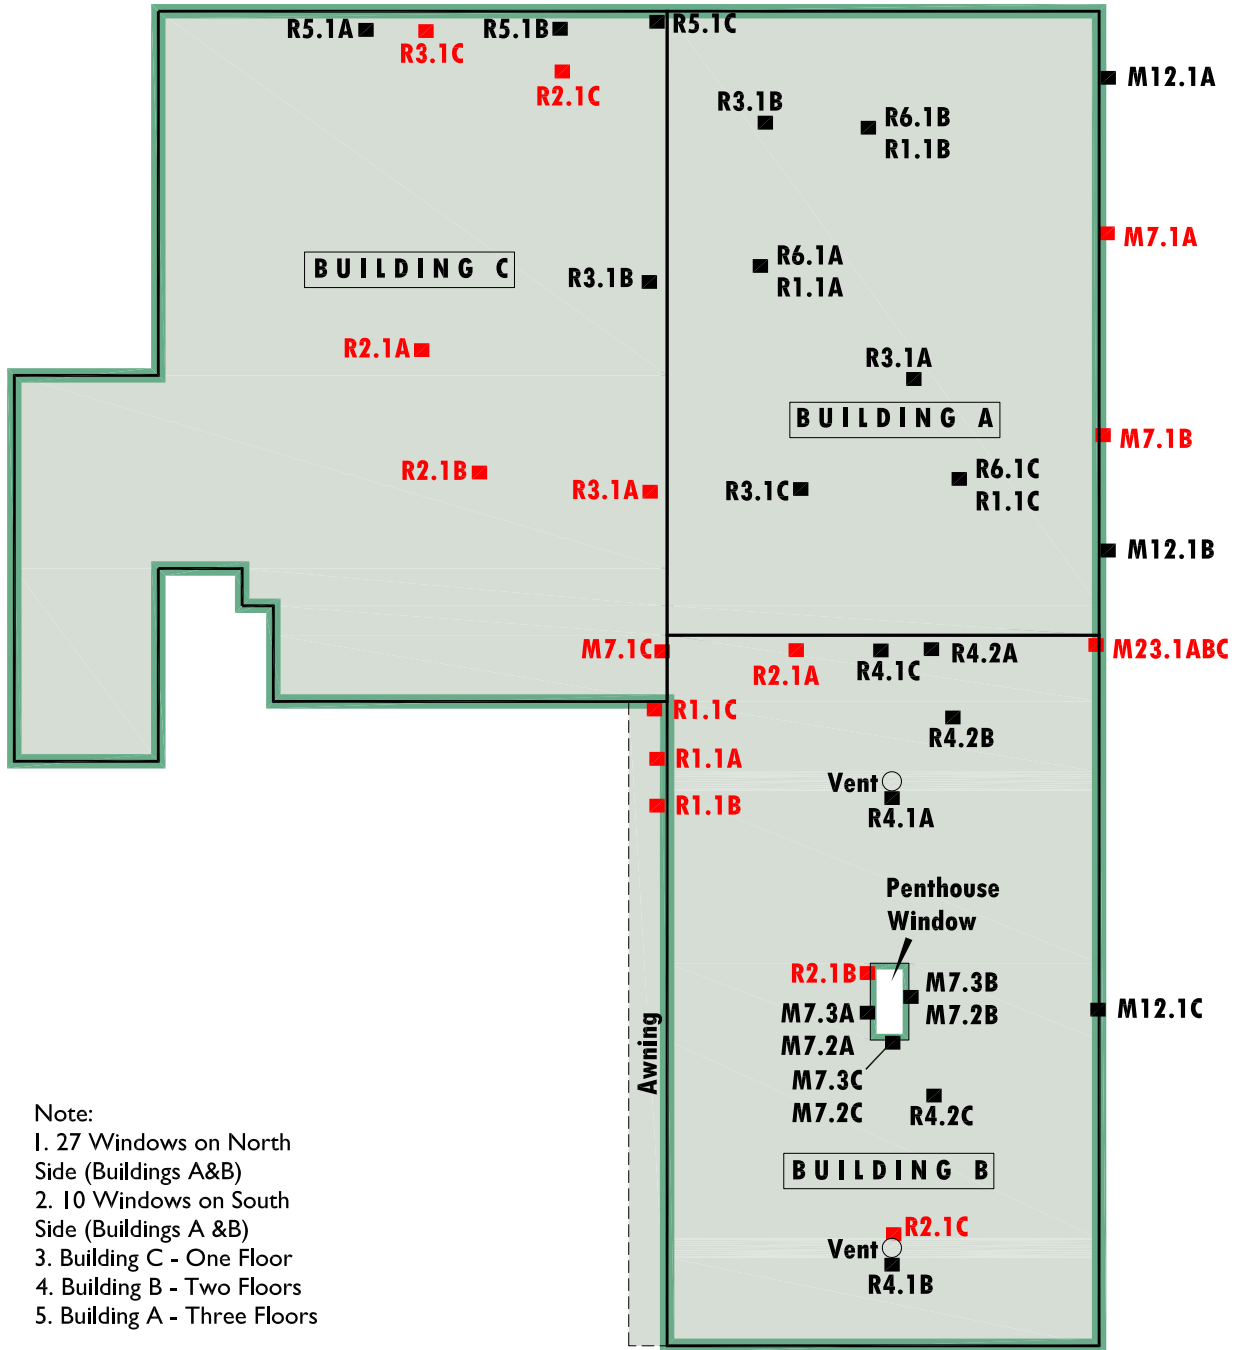 R5.1A
R3.1C
R5.1B
R5.1C
R2.1C
M12.1A
R3.1B
R6.1B
R1.1B
M7.1A
BUILDING C
R3.1B
R6.1A
R1.1A
R2.1A
R3.1A
BUILDING A
M7.1B
R2.1B
R3.1A
R3.1C
R6.1C
R1.1C
M12.1B
M7.1C
R2.1A
R4.1C
R4.2A
M23.1ABC
R1.1C
R4.2B
R1.1A
Vent
R1.1B
R4.1A
Penthouse
Window
R2.1B
M7.3B
M7.2B
M7.3A
M7.2A
M12.1C
Awning
M7.3C
M7.2C
R4.2C
BUILDING B
R2.1C
Vent
R4.1B
Note:
1. 27 Windows on North
Side (Buildings A&B)
2. 10 Windows on South
Side (Buildings A &B)
3. Building C - One Floor
4. Building B - Two Floors
5. Building A - Three Floors